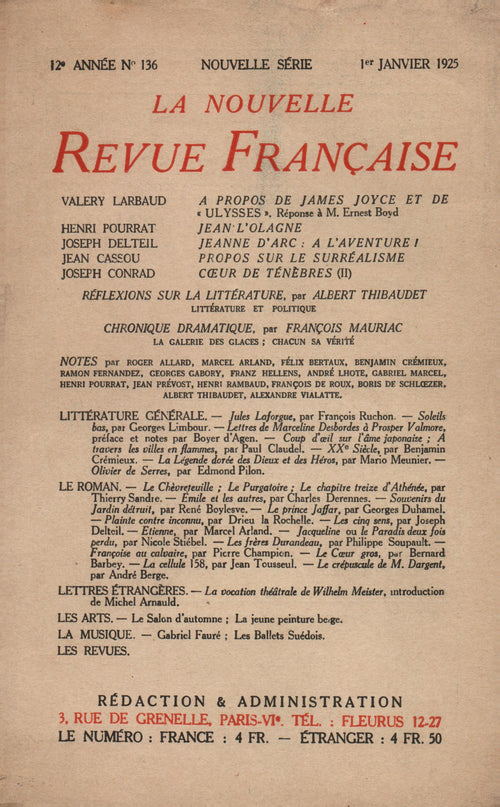 12e ANNÉE No 136 NOUVELLE SÉRIE 1er JANVIER 1925
LA NOUVELLE
REVUE FRANÇAISE
VALERY LARBAUD A PROPOS DE JAMES JOYCE ET DE
« ULYSSES ». Réponse à M. Ernest Boyd
HENRI POURRAT JEAN L'OLAGNE
JOSEPH DELTEIL JEANNE D'ARC : A L'AVENTURE !
JEAN CASSOU PROPOS SUR LE SURRÉALISME
JOSEPH CONRAD CŒUR DE TÉNÈBRES (II)
RÉFLEXIONS SUR LA LITTÉRATURE, par ALBERT THIBAUDET
LITTÉRATURE ET POLITIQUE
CHRONIQUE DRAMATIQUE, par FRANÇOIS MAURIAC
LA GALERIE DES GLACES ; CHACUN SA VÉRITÉ
NOTES par ROGER ALLARD, MARCEL ARLAND, FÉLIX BERTAUX, BENJAMIN CRÉMIEUX,
RAMON FERNANDEZ, GEORGES GABORY, FRANZ HELLENS, ANDRÉ LHOTE, GABRIEL MARCEL,
HENRI POURRAT, JEAN PRÉVOST, HENRI RAMBAUD, FRANÇOIS DE ROUX, BORIS DE SCHLŒZER,
ALBERT THIBAUDET, ALEXANDRE VIALATTE.
LITTÉRATURE GÉNÉRALE. — Jules Laforgue, par François Ruchon. — Soleils
bas, par Georges Limbour. — Lettres de Marceline Desbordes à Prosper Valmore,
préface et notes par Boyer d'Agen. — Coup d'œil sur l'âme japonaise ; A
travers les villes en flammes, par Paul Claudel. — XXe Siècle, par Benjamin
Crémieux. — La Légende dorée des Dieux et des Héros, par Mario Meunier. —
Olivier de Serres, par Edmond Pilon.
LE ROMAN. — Le Chèvrefeuille ; Le Purgatoire ; Le chapitre treize d'Athénée, par
Thierry Sandre. — Emile et les autres, par Charles Derennes. — Souvenirs du
Jardin détruit, par René Boylesve. — Le prince Jaffar, par Georges Duhamel.
— Plainte contre inconnu, par Drieu la Rochelle. — Les cinq sens, par Joseph
Delteil. — Etienne, par Marcel Arland. — Jacqueline ou le Paradis deux fois
perdu, par Nicole Stiébel. — Les frères Durandeau, par Philippe Soupault. —
Françoise au calvaire, par Pierre Champion. — Le Cœur gros, par Bernard
Barbey. — La cellule 158, par Jean Tousseul. — Le crépuscule de M. Dargent,
par André Berge.
LETTRES ÉTRANGÈRES. — La vocation théâtrale de Wilhelm Meister, introduction
de Michel Arnauld.
LES ARTS. — Le Salon d'automne ; La jeune peinture belge.
LA MUSIQUE. — Gabriel Fauré ; Les Ballets Suédois.
LES REVUES.
RÉDACTION & ADMINISTRATION
3, RUE DE GRENELLE, PARIS-VIe. TÉL. : FLEURUS 12-27
LE NUMÉRO : FRANCE : 4 FR. — ÉTRANGER : 4 FR. 50